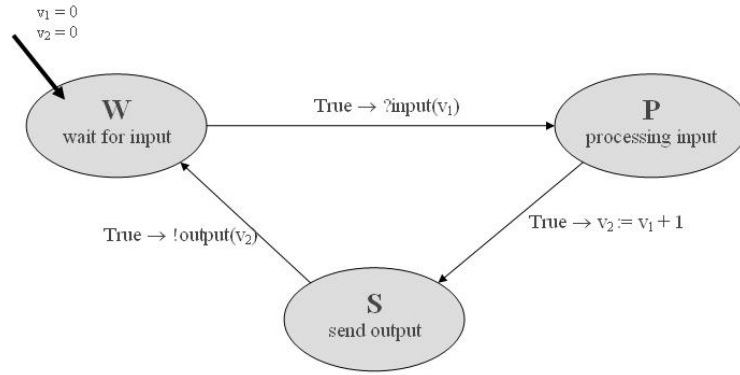 v₁ = 0
v₂ = 0
W
wait for input
True → ?input(v₁)
P
processing input
True → !output(v₂)
True → v₂ := v₁ + 1
S
send output